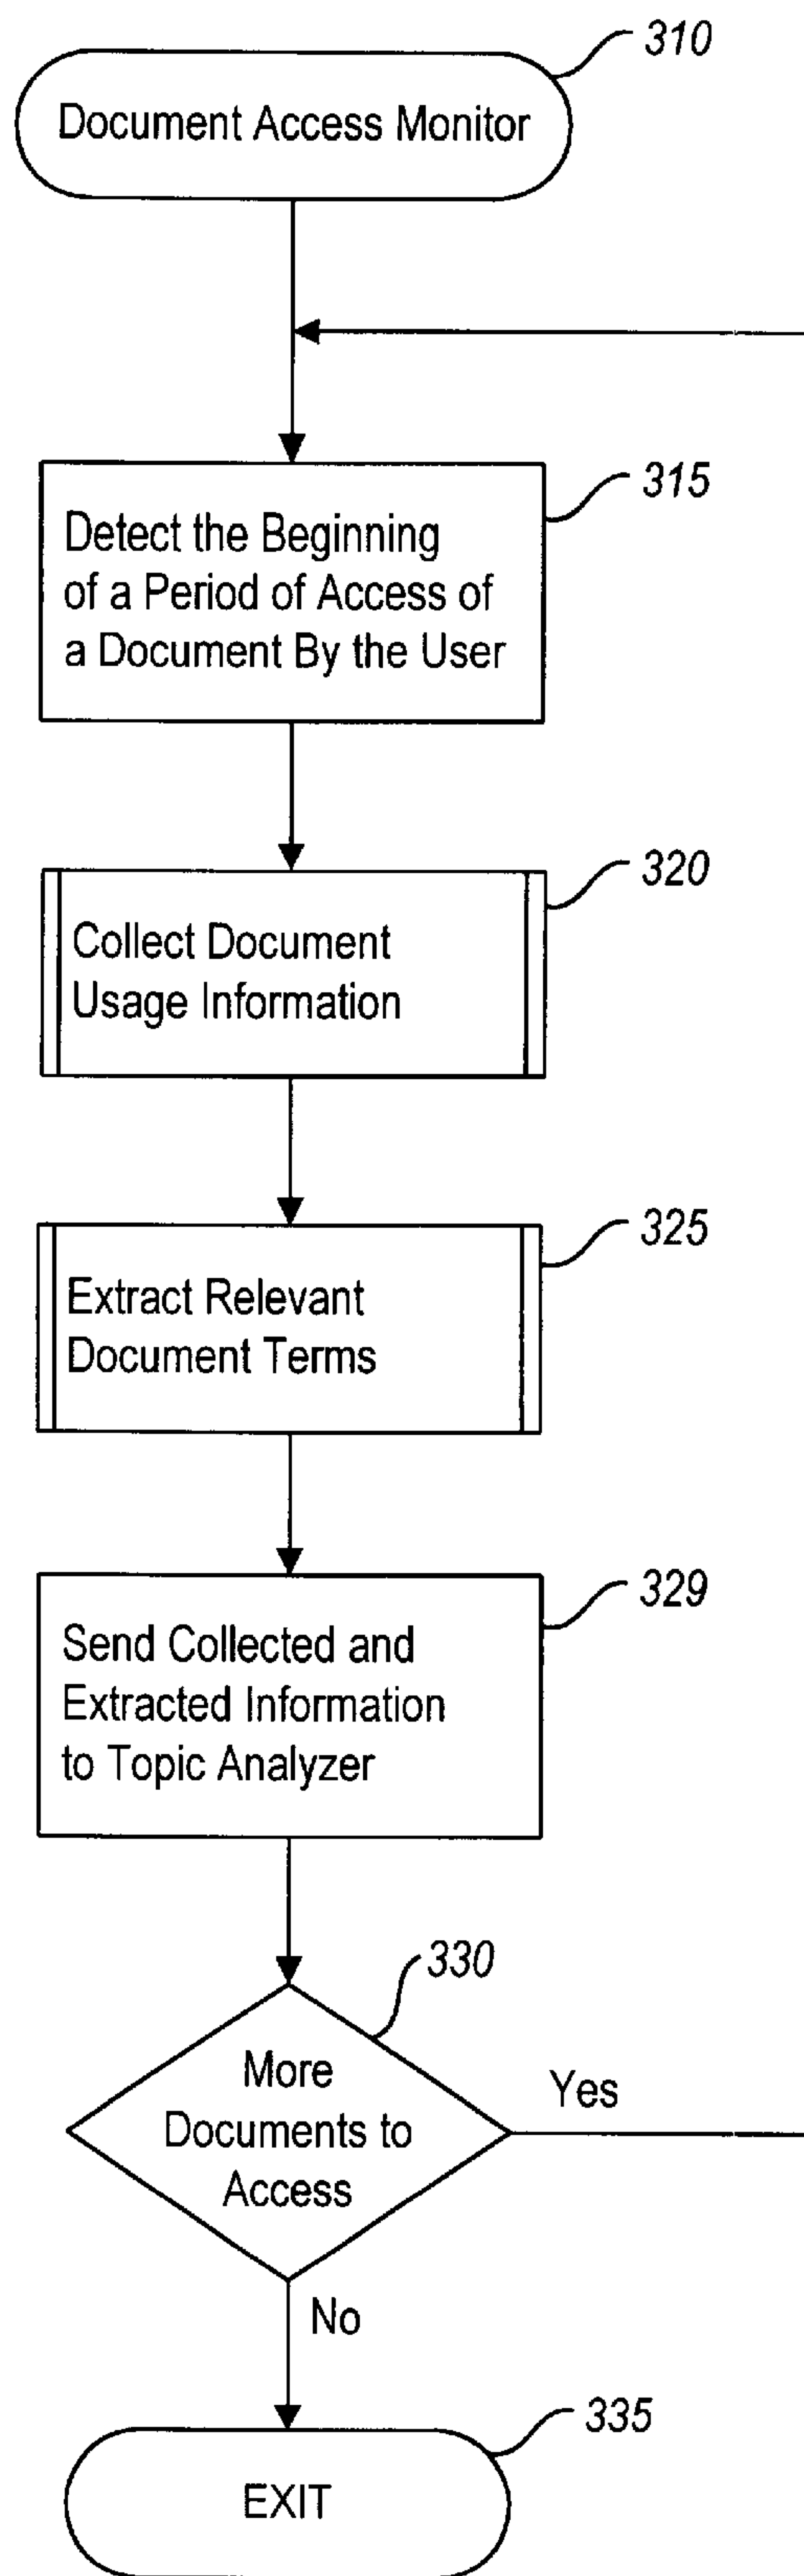 310
Document Access Monitor
315
Detect the Beginning
of a Period of Access of
a Document By the User
320
Collect Document
Usage Information
325
Extract Relevant
Document Terms
329
Send Collected and
Extracted Information
to Topic Analyzer
330
More
Documents to
Access
Yes
No
335
EXIT